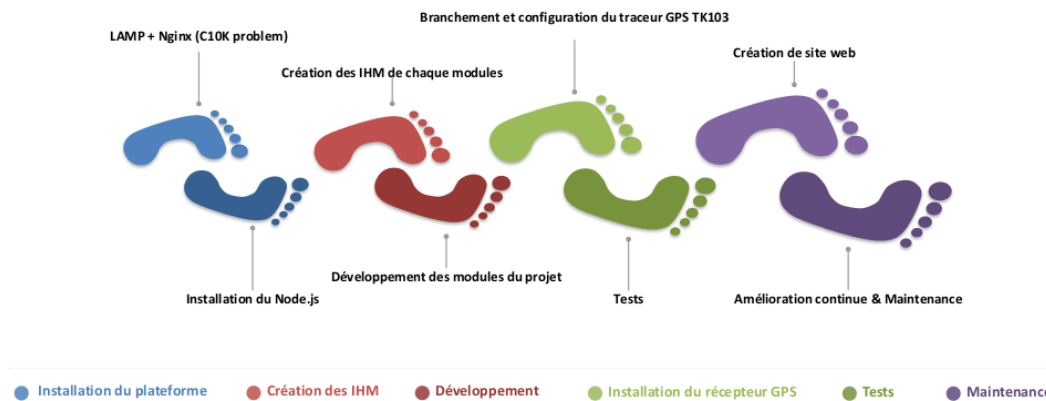 Branchement et configuration du traceur GPS TK103
LAMP + Nginx (C10K problem)
Création de site web
Création des IHM de chaque modules
Développement des modules du projet
Installation du Node.js
Tests
Amélioration continue & Maintenance
Installation du plateforme
Création des IHM
Développement
Installation du récepteur GPS
Tests
Maintenance